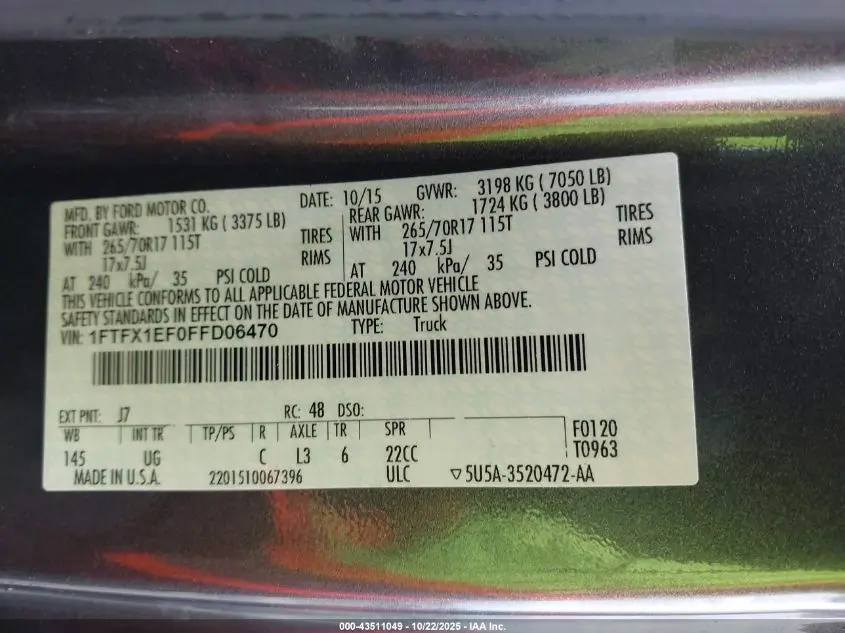 MFD. BY FORD MOTOR CO.
DATE: 10/15 GVWR: 3198 KG ( 7050 LB)
FRONT GAWR: 1531 KG ( 3375 LB) REAR GAWR: 1724 KG ( 3800 LB)
WITH 265/70R17 115T TIRES WITH 265/70R17 115T TIRES
17x7.5J RIMS 17x7.5J RIMS
AT 240 kPa/ 35 PSI COLD AT 240 kPa/ 35 PSI COLD
THIS VEHICLE CONFORMS TO ALL APPLICABLE FEDERAL MOTOR VEHICLE
SAFETY STANDARDS IN EFFECT ON THE DATE OF MANUFACTURE SHOWN ABOVE.
VIN: 1FTFX1EF0FFD06470 TYPE: Truck
EXT PNT: J7 RC: 48 DSO:
WB INT TR TP/PS R AXLE TR SPR F0120
145 UG C L3 6 22CC T0963
MADE IN U.S.A. 2201510067396 ULC ▽5U5A-3520472-AA
000-43511049 - 10/22/2025 - IAA Inc.